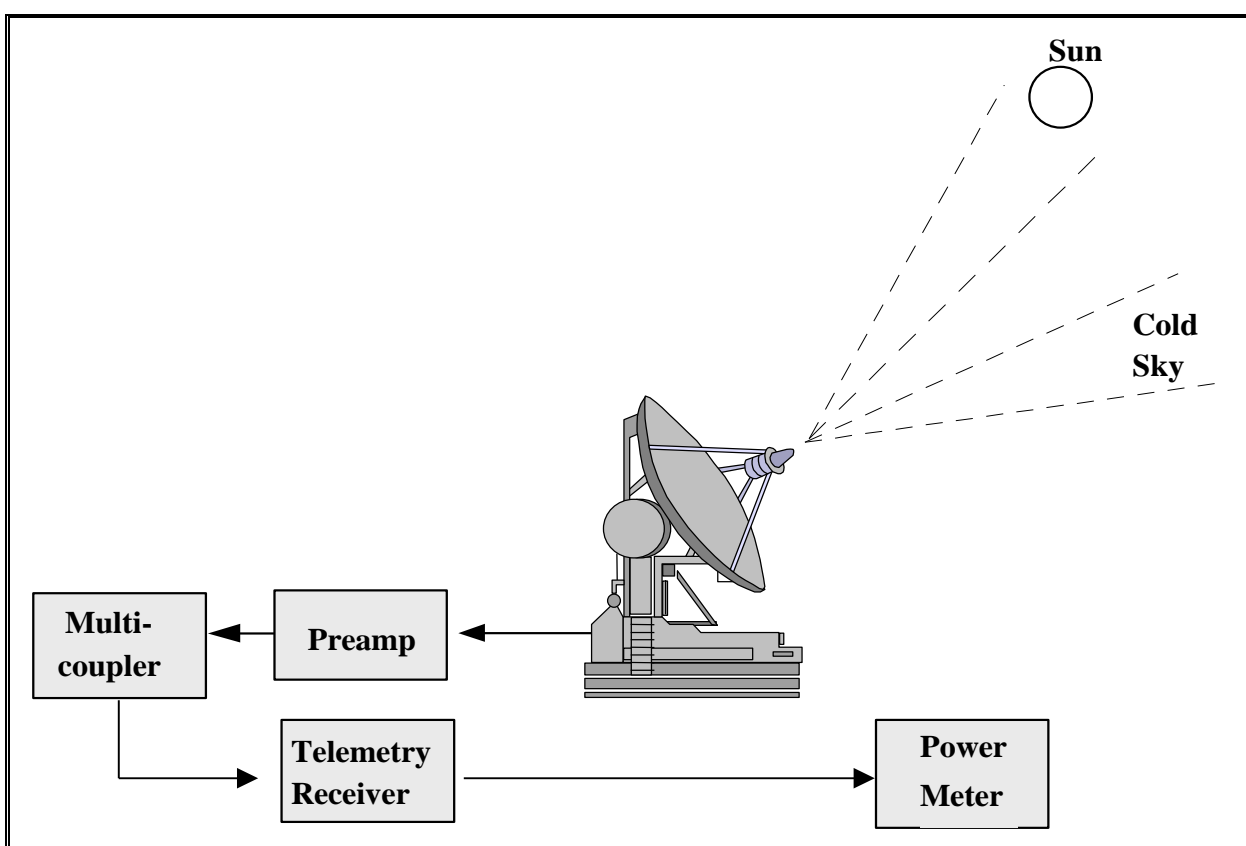 Sun
Cold
Sky
Multi-
coupler
Preamp
Telemetry
Receiver
Power
Meter